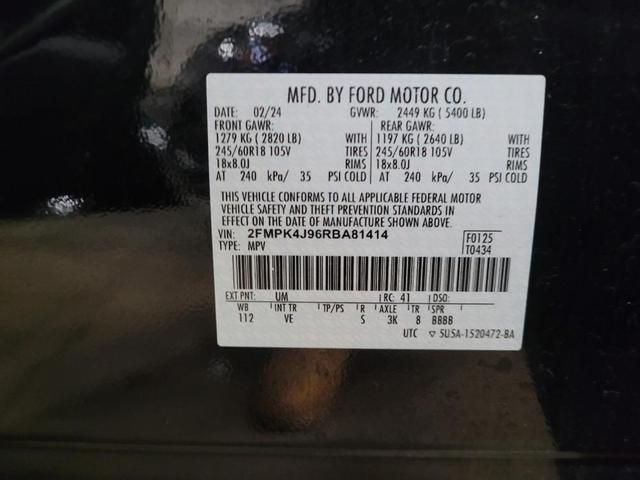 MFD. BY FORD MOTOR CO.
DATE: 02/24 GVWR: 2449 KG ( 5400 LB)
FRONT GAWR: REAR GAWR:
1279 KG ( 2820 LB) WITH 1197 KG ( 2640 LB) WITH
245/60R18 105V TIRES 245/60R18 105V TIRES
18x8.0J RIMS 18x8.0J RIMS
AT 240 kPa/ 35 PSI COLD AT 240 kPa/ 35 PSI COLD
THIS VEHICLE CONFORMS TO ALL APPLICABLE FEDERAL MOTOR
VEHICLE SAFETY AND THEFT PREVENTION STANDARDS IN
EFFECT ON THE DATE OF MANUFACTURE SHOWN ABOVE.
VIN: 2FMPK4J96RBA81414 F0125
TYPE: MPV T0434
EXT PNT: UM RC: 41 DSO:
WB INT TR TP/PS R AXLE TR SPR
112 VE S 3K 8 BBBB
UTC ▽ 5U5A-1520472-BA